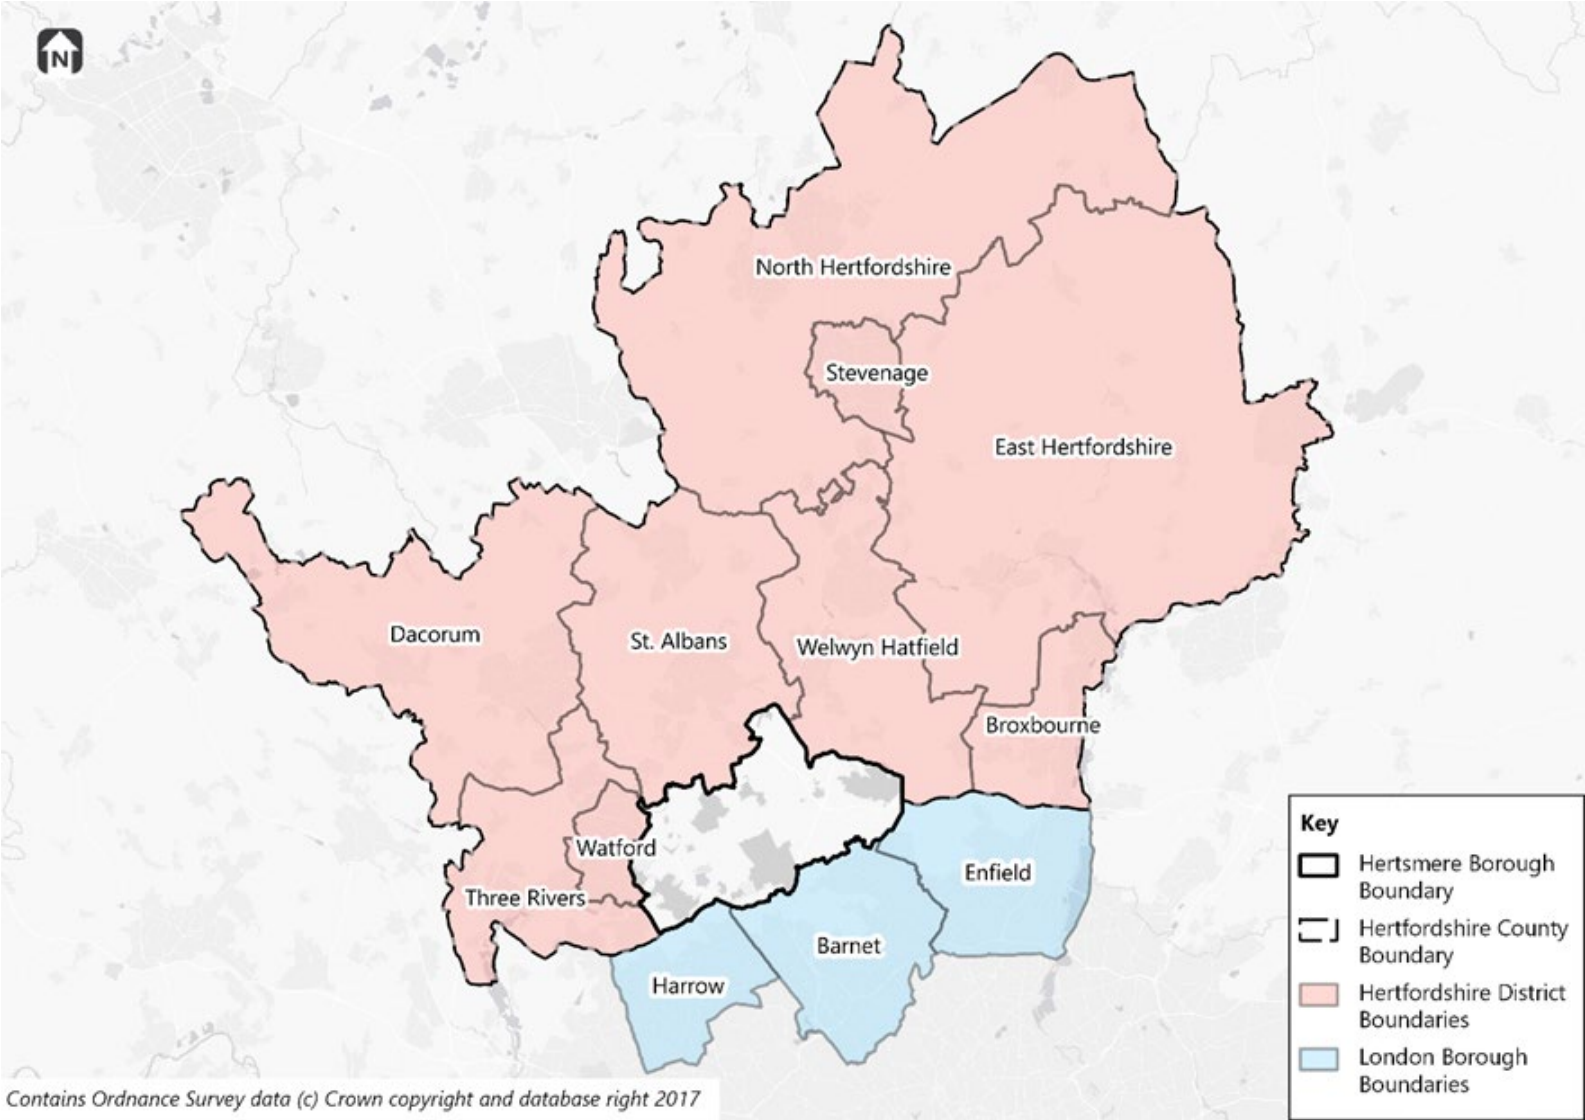 N
North Hertfordshire
Stevenage
East Hertfordshire
Dacorum
St. Albans
Welwyn Hatfield
Broxbourne
Watford
Three Rivers
Enfield
Barnet
Harrow
Key
Hertsmere Borough
Boundary
Hertfordshire County
Boundary
Hertfordshire District
Boundaries
London Borough
Boundaries
Contains Ordnance Survey data (c) Crown copyright and database right 2017